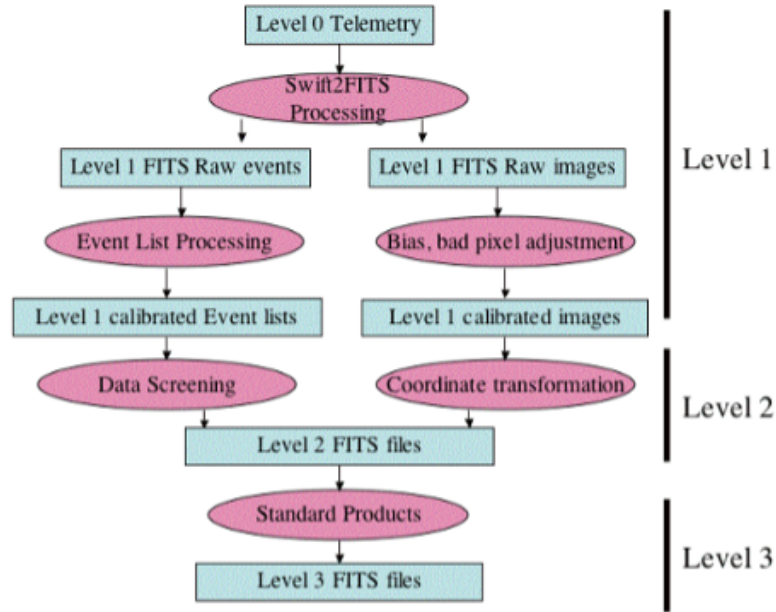 Level 0 Telemetry
Swift2FITS
Processing
Level 1 FITS Raw events
Level 1 FITS Raw images
Level 1
Event List Processing
Bias, bad pixel adjustment
Level 1 calibrated Event lists
Level 1 calibrated images
Data Screening
Coordinate transformation
Level 2
Level 2 FITS files
Standard Products
Level 3
Level 3 FITS files